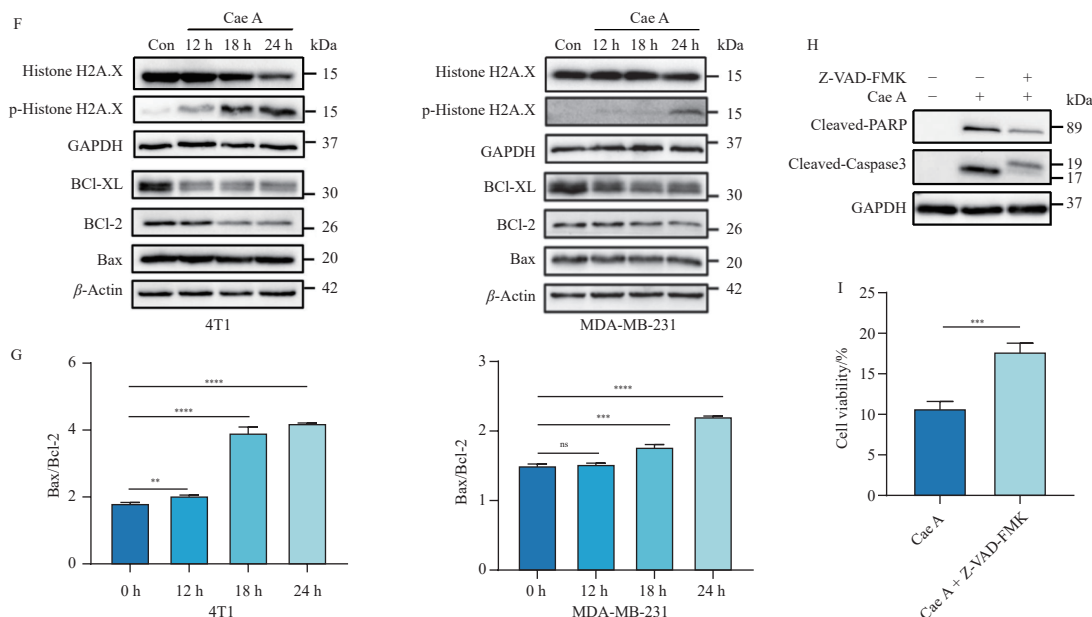 F
Cae A
Con 12 h 18 h 24 h kDa
Histone H2A.X 15
p-Histone H2A.X 15
GAPDH 37
BCl-XL 30
BCl-2 26
Bax 20
β-Actin 42
4T1
Cae A
Con 12 h 18 h 24 h kDa
Histone H2A.X 15
p-Histone H2A.X 15
GAPDH 37
BCl-XL 30
BCl-2 26
Bax 20
β-Actin 42
MDA-MB-231
H
Z-VAD-FMK − − +
Cae A − + + kDa
Cleaved-PARP 89
Cleaved-Caspase3 19
17
GAPDH 37
G
Bax/Bcl-2
6
4
2
0
**
****
****
0 h 12 h 18 h 24 h
4T1
Bax/Bcl-2
3
2
1
0
ns
***
****
0 h 12 h 18 h 24 h
MDA-MB-231
I
Cell viability/%
25
20
15
10
5
0
***
Cae A
Cae A + Z-VAD-FMK